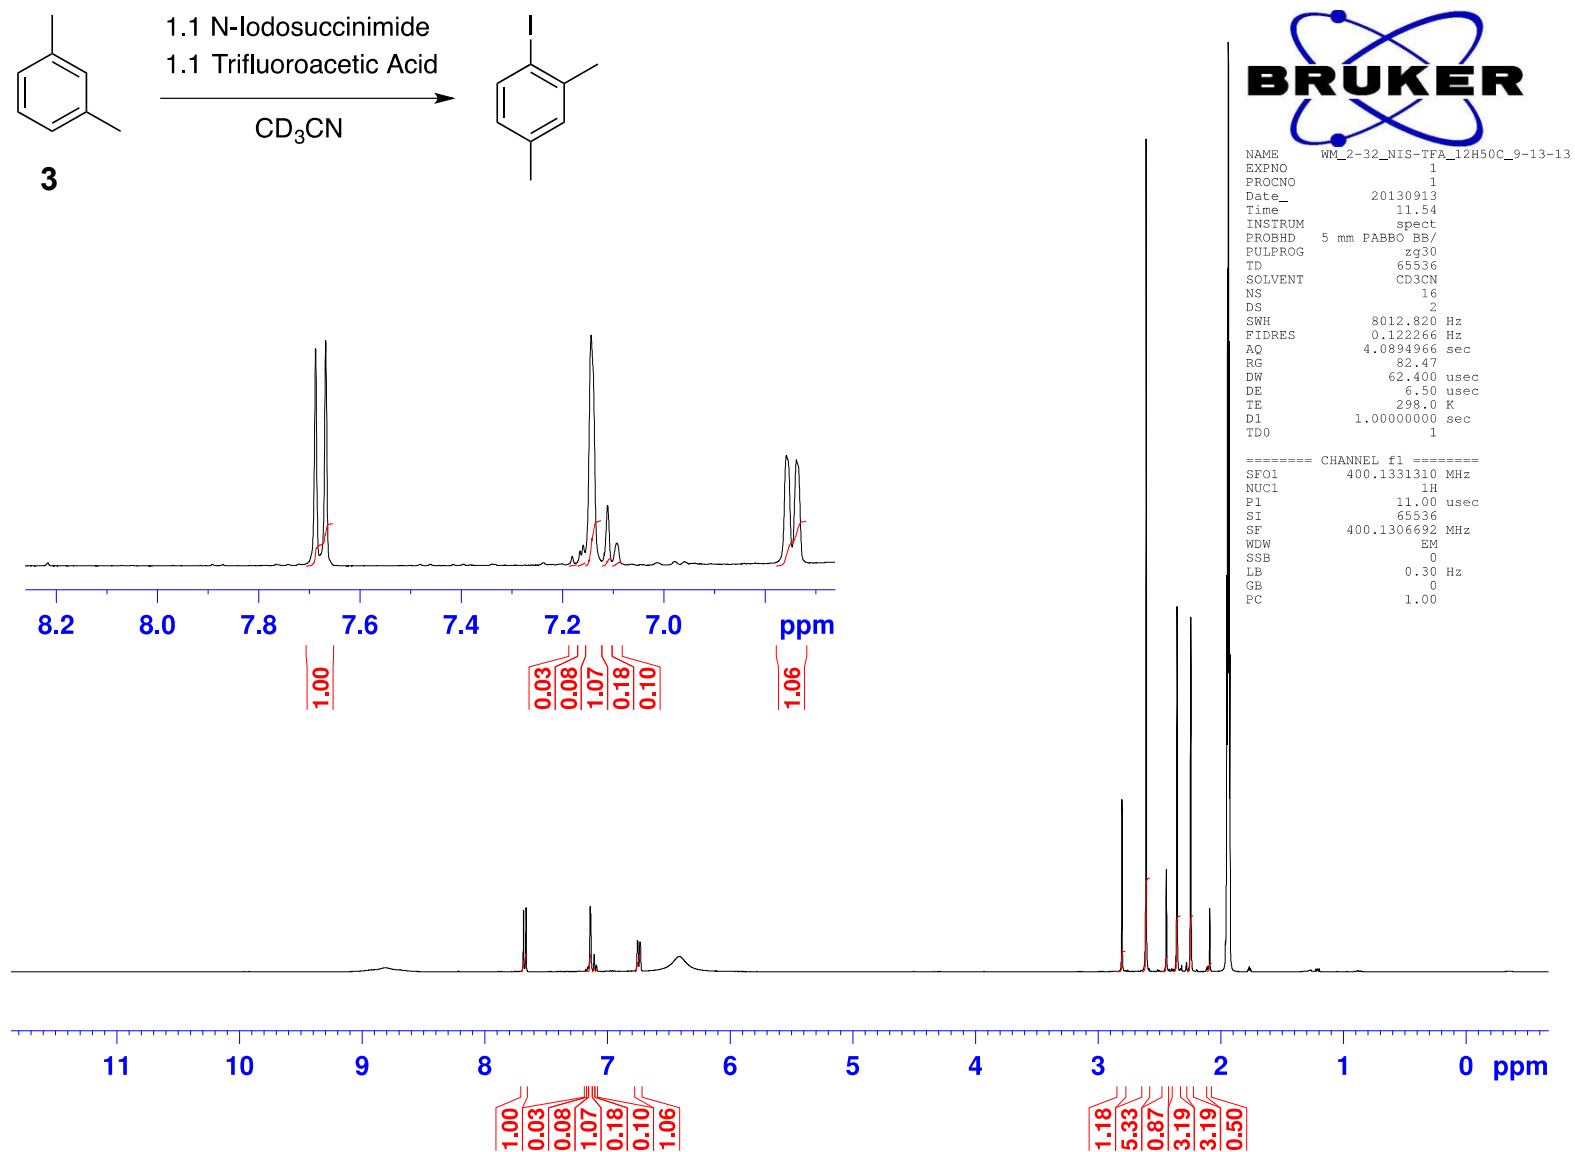 1.1 N-Iodosuccinimide
1.1 Trifluoroacetic Acid
CD3CN
3
I
BRUKER
NAME WM_2-32_NIS-TFA_12H50C_9-13-13
EXPNO 1
PROCNO 1
Date_ 20130913
Time 11.54
INSTRUM spect
PROBHD 5 mm PABBO BB/
PULPROG zg30
TD 65536
SOLVENT CD3CN
NS 16
DS 2
SWH 8012.820 Hz
FIDRES 0.122266 Hz
AQ 4.0894966 sec
RG 82.47
DW 62.400 usec
DE 6.50 usec
TE 298.0 K
D1 1.00000000 sec
TD0 1
======== CHANNEL f1 ========
SFO1 400.1331310 MHz
NUC1 1H
P1 11.00 usec
SI 65536
SF 400.1306692 MHz
WDW EM
SSB 0
LB 0.30 Hz
GB 0
PC 1.00
8.2 8.0 7.8 7.6 7.4 7.2 7.0 ppm
1.00 0.03 0.08 1.07 0.18 0.10 1.06
11 10 9 8 7 6 5 4 3 2 1 0 ppm
1.00 0.03 0.08 1.07 0.18 0.10 1.06 1.18 5.33 0.87 3.19 3.19 0.50